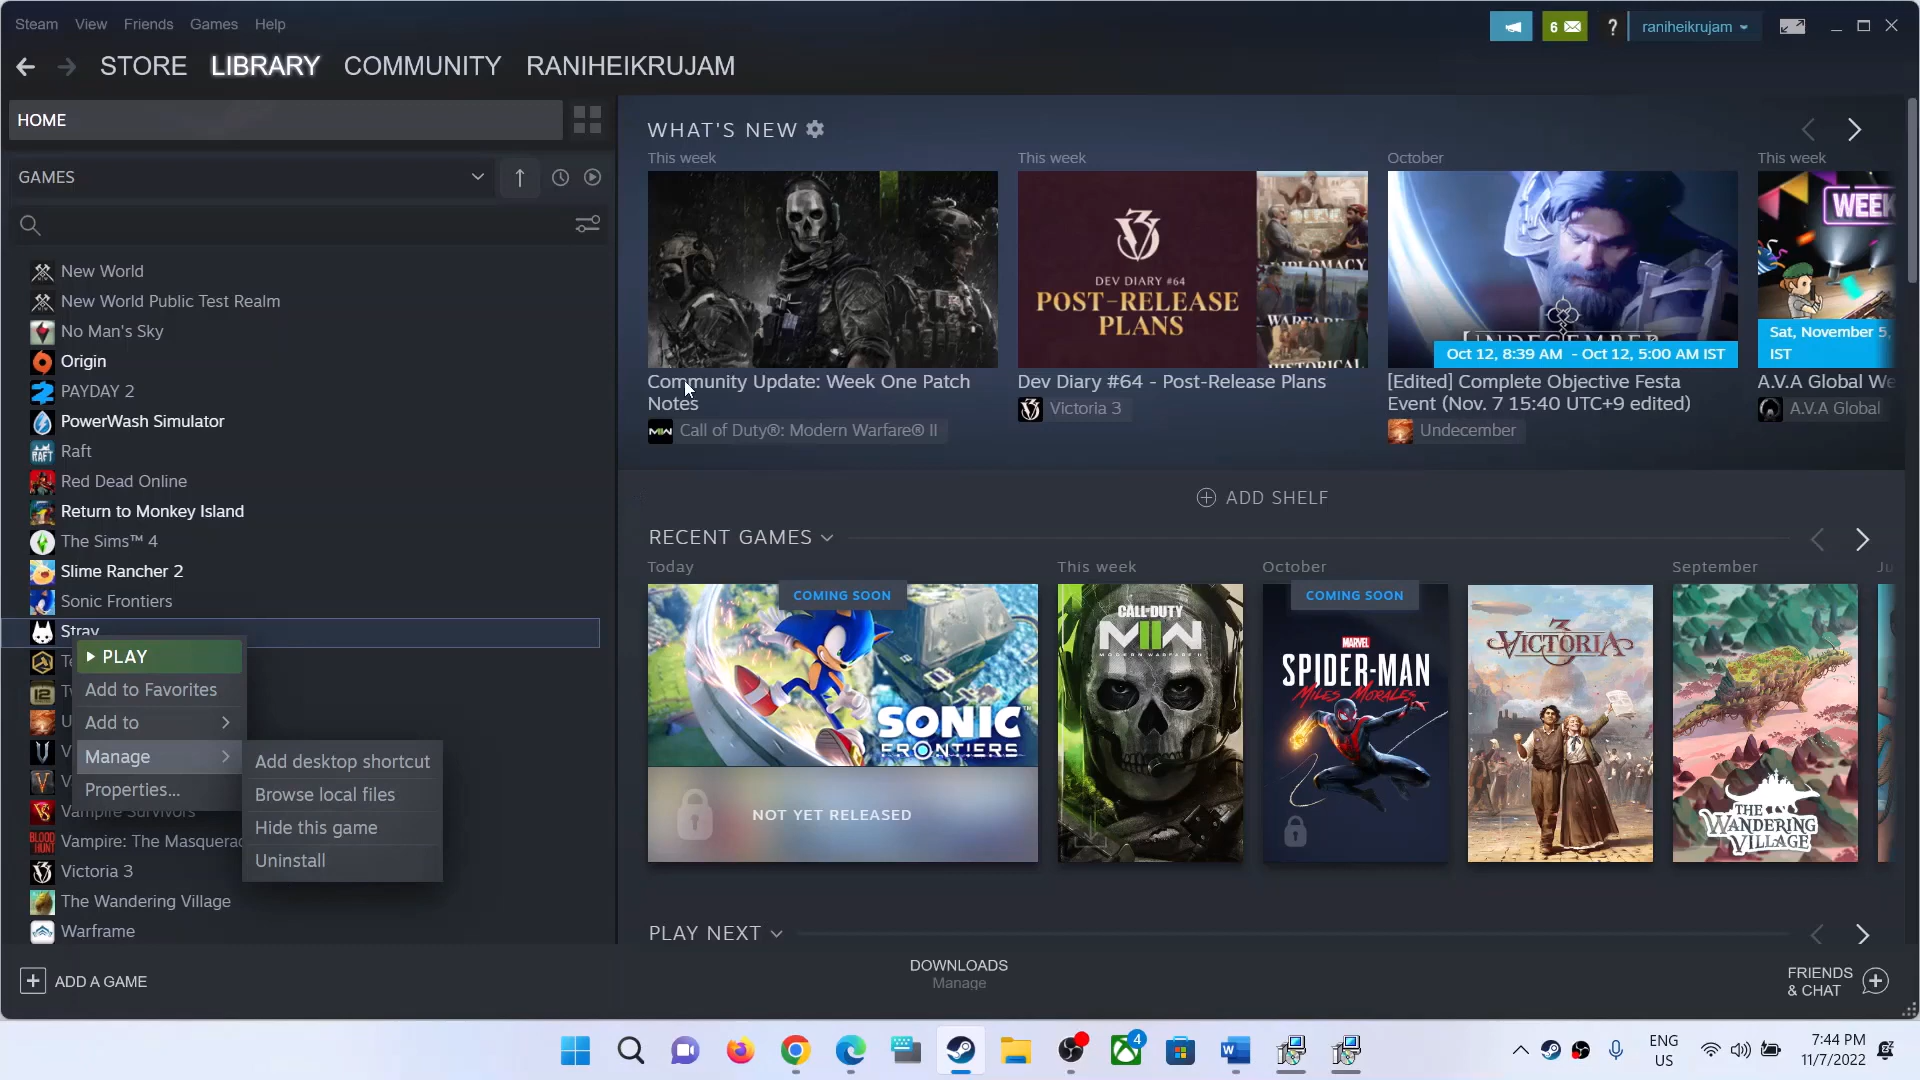 Steam View Friends Games Help
6
?
raniheikrujam
STORE LIBRARY COMMUNITY RANIHEIKRUJAM
HOME
GAMES
New World
New World Public Test Realm
No Man's Sky
Origin
PAYDAY 2
PowerWash Simulator
Raft
Red Dead Online
Return to Monkey Island
The Sims™ 4
Slime Rancher 2
Sonic Frontiers
Stray
PLAY
Add to Favorites
Add to
Manage
Properties...
Add desktop shortcut
Browse local files
Hide this game
Uninstall
Vampire Survivors
Vampire: The Masquerad
Victoria 3
The Wandering Village
Warframe
ADD A GAME
WHAT'S NEW
This week
Community Update: Week One Patch
Notes
Call of Duty®: Modern Warfare® II
This week
DIPLOMACY
DEV DIARY #64
POST-RELEASE
PLANS
WARFARE
HISTORICAL
Dev Diary #64 - Post-Release Plans
Victoria 3
October
UNDECEMBER
Oct 12, 8:39 AM - Oct 12, 5:00 AM IST
[Edited] Complete Objective Festa
Event (Nov. 7 15:40 UTC+9 edited)
Undecember
This week
WEEK
Sat, November 5,
IST
A.V.A Global We
A.V.A Global
ADD SHELF
RECENT GAMES
Today
COMING SOON
SONIC
FRONTIERS
NOT YET RELEASED
This week
CALL OF DUTY
MWII
MODERN WARFARE II
October
COMING SOON
MARVEL
SPIDER-MAN
MILES MORALES
VICTORIA
3
September
THE
WANDERING
VILLAGE
Ju
PLAY NEXT
DOWNLOADS
Manage
FRIENDS
& CHAT
4
ENG
US
7:44 PM
11/7/2022